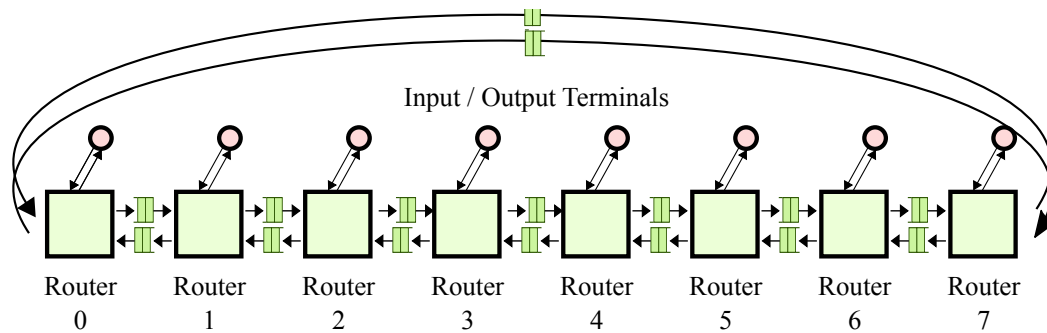 Input / Output Terminals
Router Router Router Router Router Router Router Router
0 1 2 3 4 5 6 7